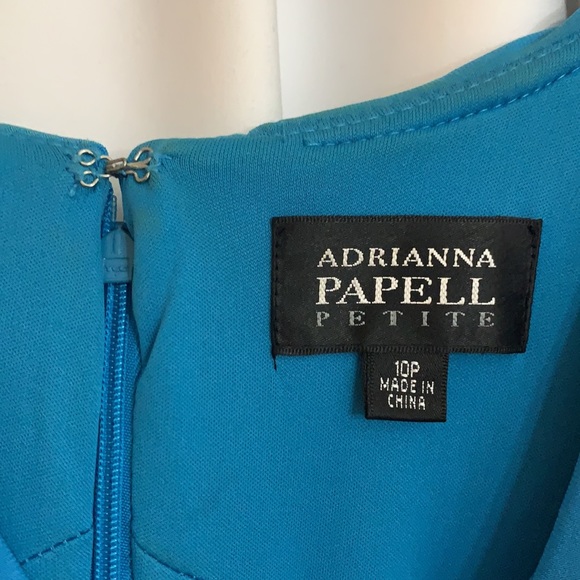 ADRIANNA
PAPELL
PETITE
10P
MADE IN
CHINA